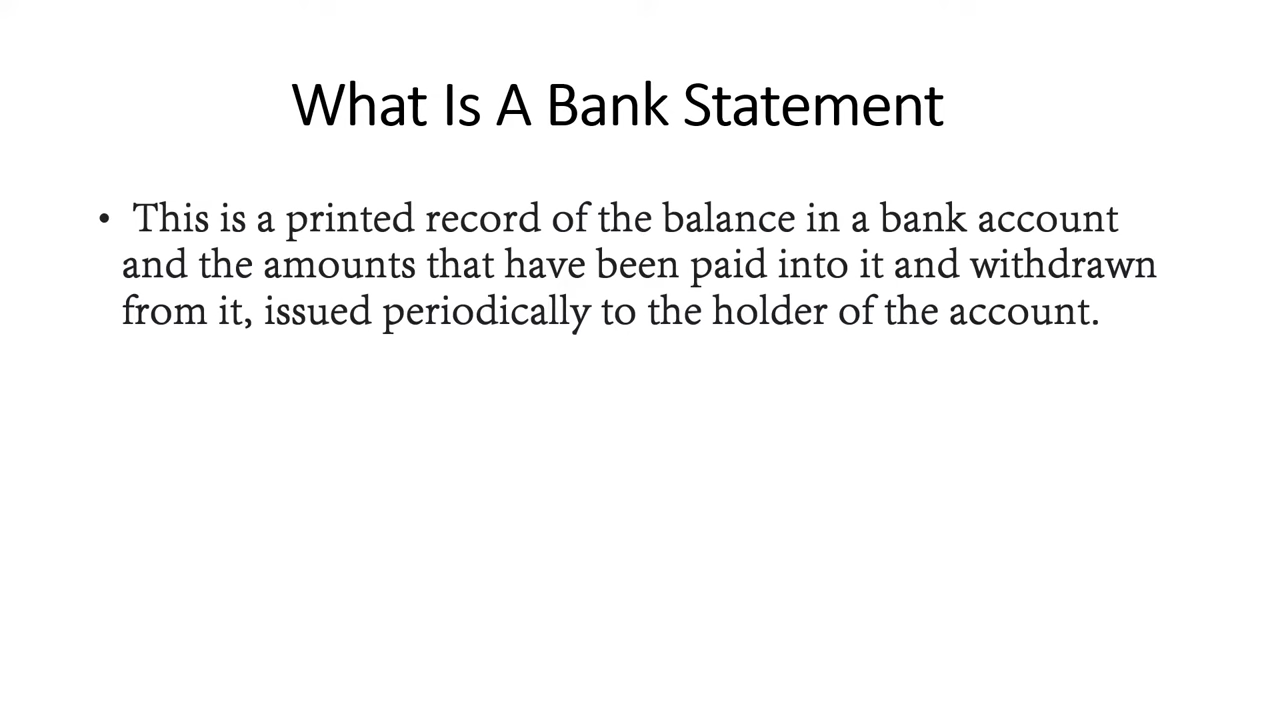 What Is A Bank Statement
• This is a printed record of the balance in a bank account
and the amounts that have been paid into it and withdrawn
from it, issued periodically to the holder of the account.